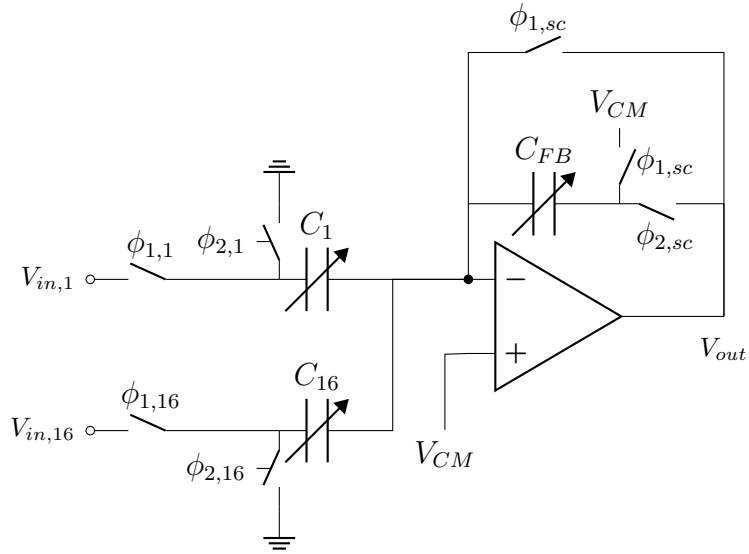 ϕ1,sc
VCM
CFB
ϕ1,sc
ϕ2,sc
C1
ϕ2,1
ϕ1,1
Vin,1
−
+
Vout
C16
ϕ1,16
Vin,16
VCM
ϕ2,16